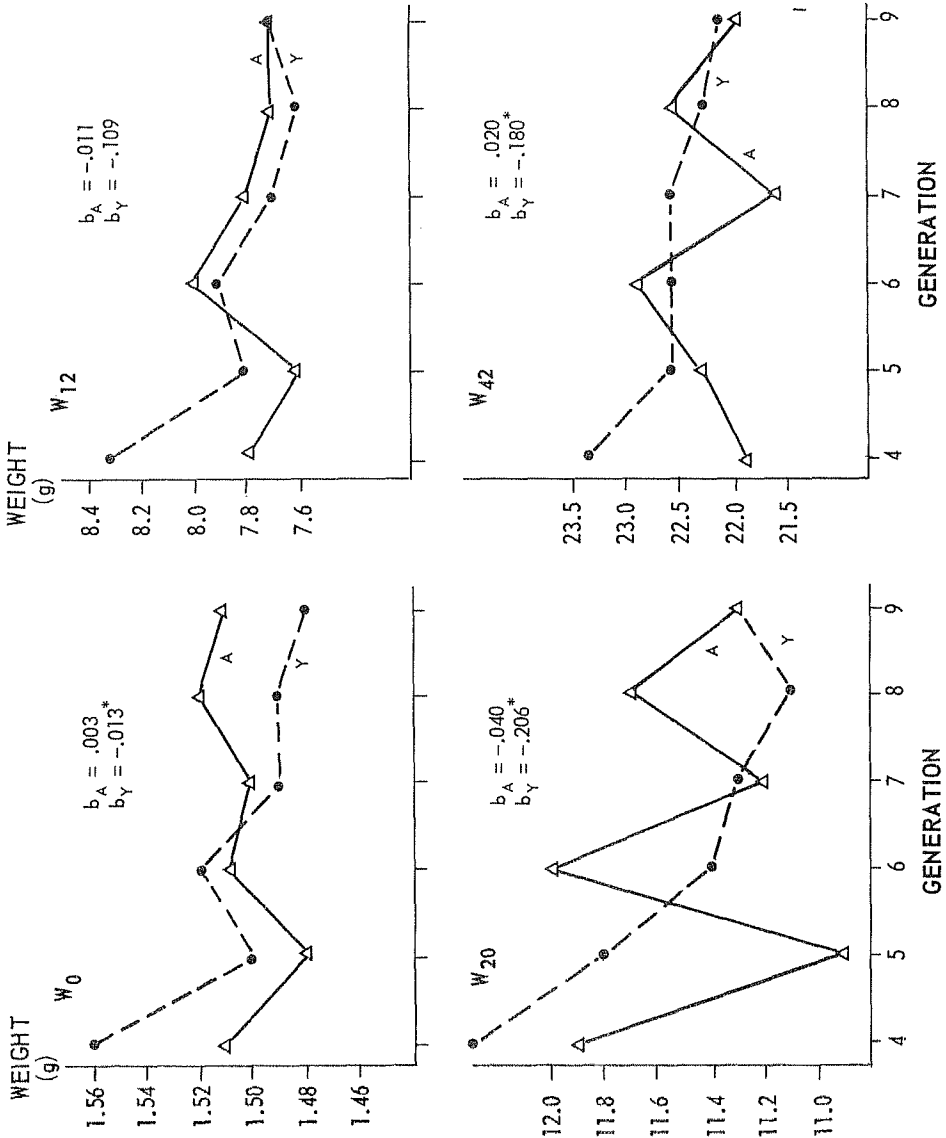 WEIGHT
(g)
W0
bA = .003
bY = -.013*
1.56
1.54
1.52
1.50
1.48
1.46
A
Y
WEIGHT
(g)
W12
bA = -.011
bY = -.109
8.4
8.2
8.0
7.8
7.6
A
Y
W20
bA = -.040
bY = -.206*
12.0
11.8
11.6
11.4
11.2
11.0
A
Y
4 5 6 7 8 9
GENERATION
W42
bA = .020
bY = -.180*
23.5
23.0
22.5
22.0
21.5
A
Y
4 5 6 7 8 9
GENERATION